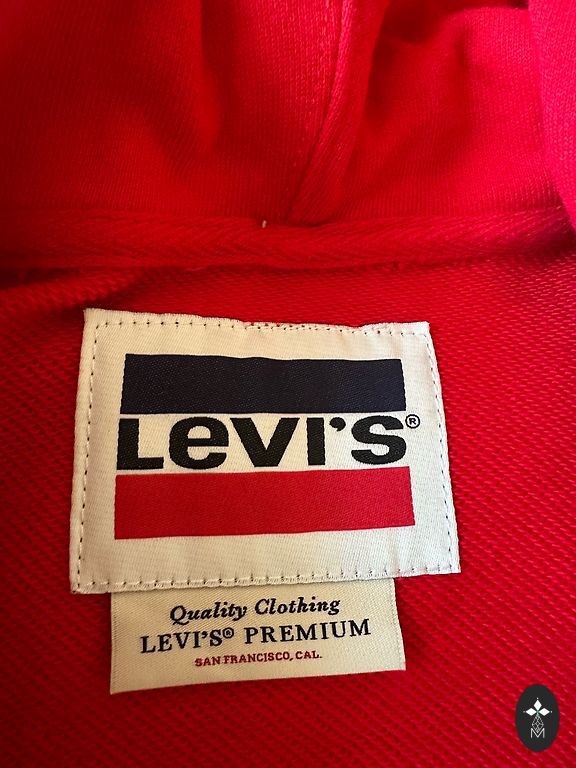 LEVI'S®
Quality Clothing
LEVI'S® PREMIUM
SAN FRANCISCO, CAL.
M